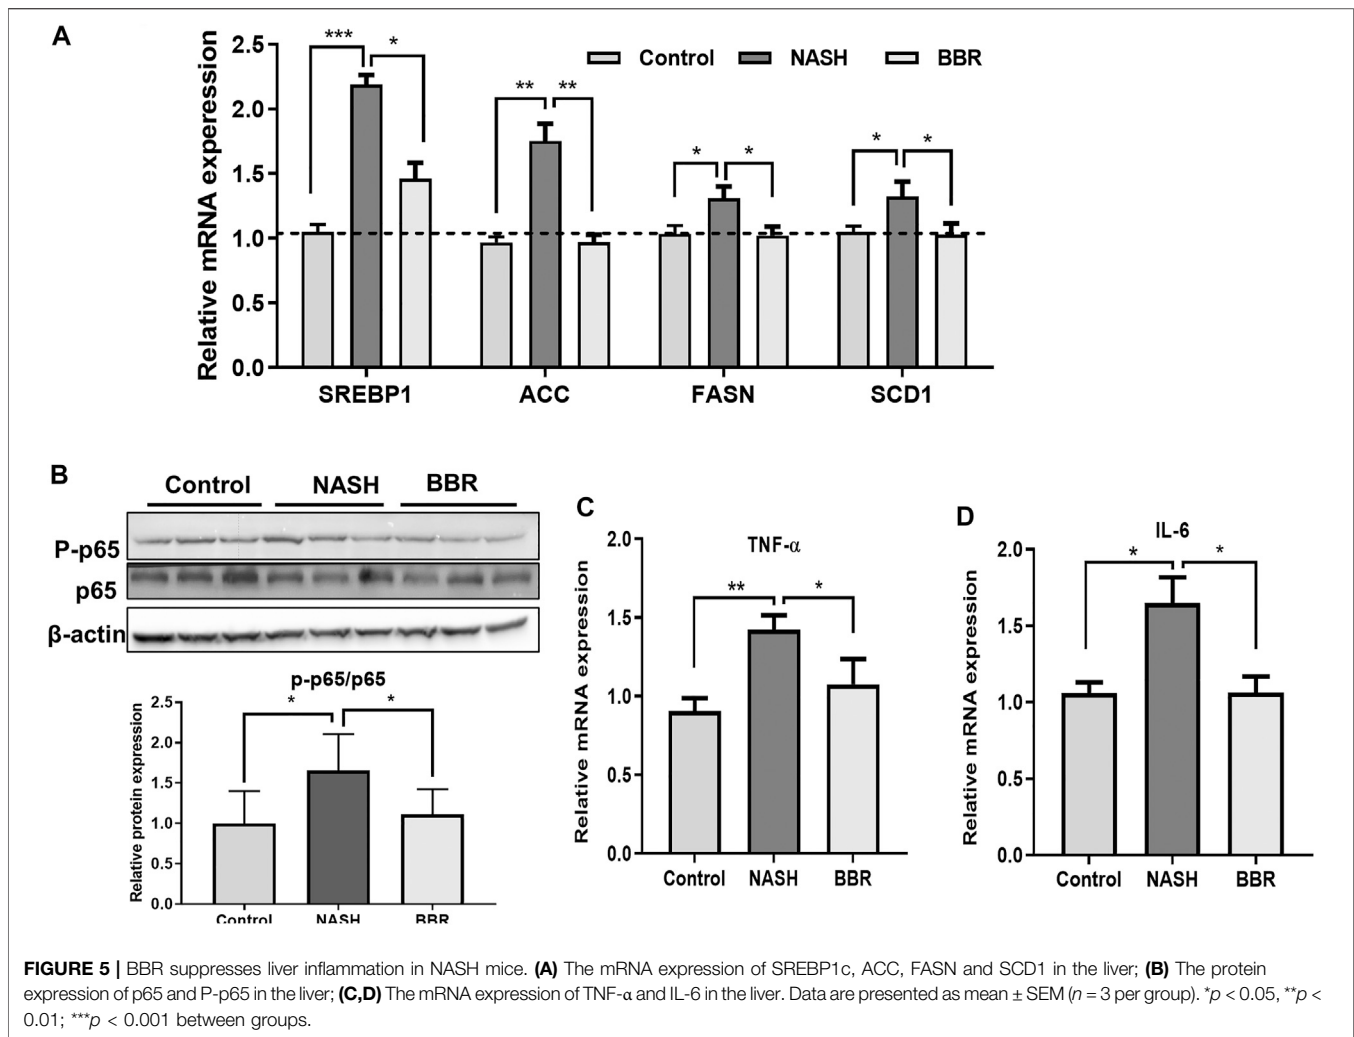 A
Relative mRNA experession
2.5
2.0
1.5
1.0
0.5
0.0
Control NASH BBR
*** *
** **
* *
* *
SREBP1 ACC FASN SCD1
B
Control NASH BBR
P-p65
p65
β-actin
p-p65/p65
Relative protein expression
2.5
2.0
1.5
1.0
0.5
0.0
* *
Control NASH BBR
C
TNF-α
Relative mRNA expression
2.0
1.5
1.0
0.5
0.0
** *
Control NASH BBR
D
IL-6
Relative mRNA expression
2.0
1.5
1.0
0.5
0.0
* *
Control NASH BBR
FIGURE 5 | BBR suppresses liver inflammation in NASH mice. (A) The mRNA expression of SREBP1c, ACC, FASN and SCD1 in the liver; (B) The protein
expression of p65 and P-p65 in the liver; (C,D) The mRNA expression of TNF-α and IL-6 in the liver. Data are presented as mean ± SEM (n = 3 per group). *p < 0.05, **p <
0.01; ***p < 0.001 between groups.